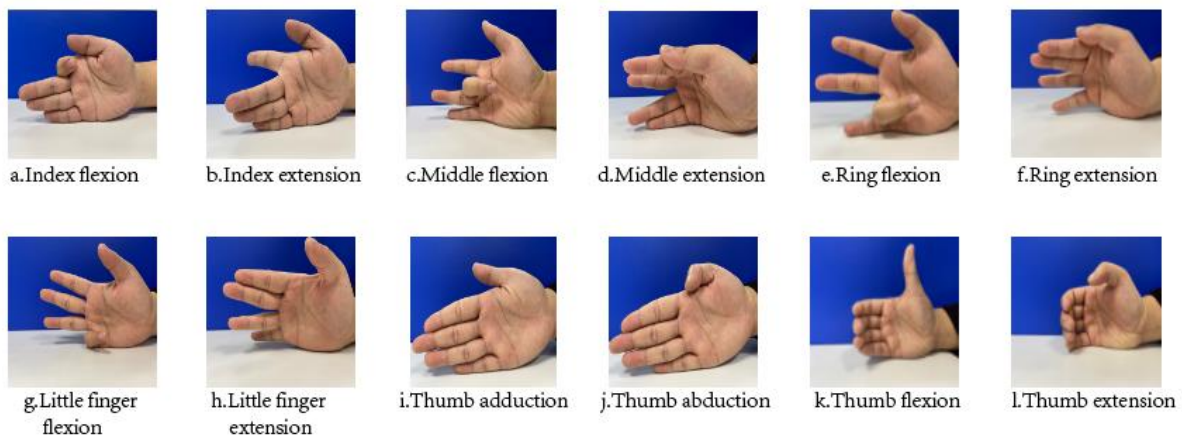 a.Index flexion
b.Index extension
c.Middle flexion
d.Middle extension
e.Ring flexion
f.Ring extension
g.Little finger
flexion
h.Little finger
extension
i.Thumb adduction
j.Thumb abduction
k.Thumb flexion
l.Thumb extension